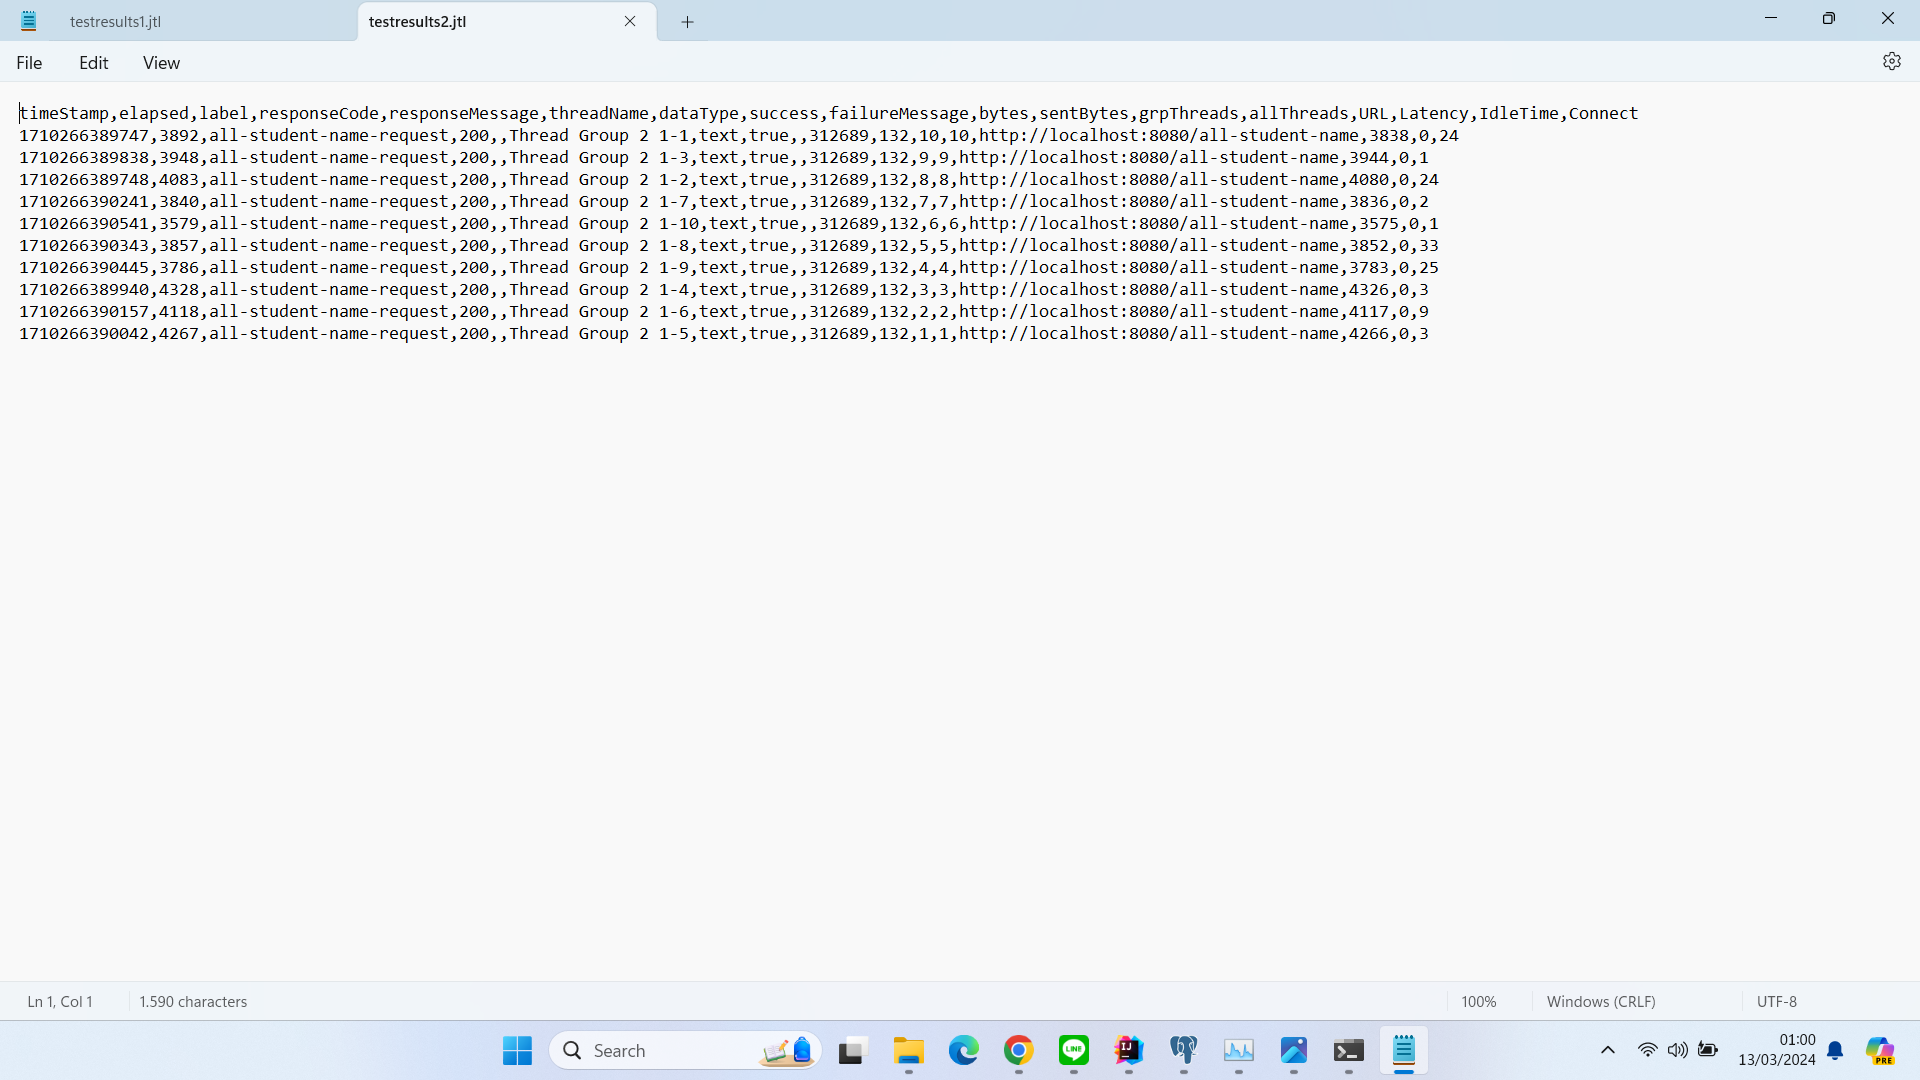 testresults1.jtl
testresults2.jtl
File Edit View
timeStamp,elapsed,label,responseCode,responseMessage,threadName,dataType,success,failureMessage,bytes,sentBytes,grpThreads,allThreads,URL,Latency,IdleTime,Connect
1710266389747,3892,all-student-name-request,200,,Thread Group 2 1-1,text,true,,312689,132,10,10,http://localhost:8080/all-student-name,3838,0,24
1710266389838,3948,all-student-name-request,200,,Thread Group 2 1-3,text,true,,312689,132,9,9,http://localhost:8080/all-student-name,3944,0,1
1710266389748,4083,all-student-name-request,200,,Thread Group 2 1-2,text,true,,312689,132,8,8,http://localhost:8080/all-student-name,4080,0,24
1710266390241,3840,all-student-name-request,200,,Thread Group 2 1-7,text,true,,312689,132,7,7,http://localhost:8080/all-student-name,3836,0,2
1710266390541,3579,all-student-name-request,200,,Thread Group 2 1-10,text,true,,312689,132,6,6,http://localhost:8080/all-student-name,3575,0,1
1710266390343,3857,all-student-name-request,200,,Thread Group 2 1-8,text,true,,312689,132,5,5,http://localhost:8080/all-student-name,3852,0,33
1710266390445,3786,all-student-name-request,200,,Thread Group 2 1-9,text,true,,312689,132,4,4,http://localhost:8080/all-student-name,3783,0,25
1710266389940,4328,all-student-name-request,200,,Thread Group 2 1-4,text,true,,312689,132,3,3,http://localhost:8080/all-student-name,4326,0,3
1710266390157,4118,all-student-name-request,200,,Thread Group 2 1-6,text,true,,312689,132,2,2,http://localhost:8080/all-student-name,4117,0,9
1710266390042,4267,all-student-name-request,200,,Thread Group 2 1-5,text,true,,312689,132,1,1,http://localhost:8080/all-student-name,4266,0,3
Ln 1, Col 1 1.590 characters 100% Windows (CRLF) UTF-8
Search
LINE
IJ
01:00
13/03/2024
PRE